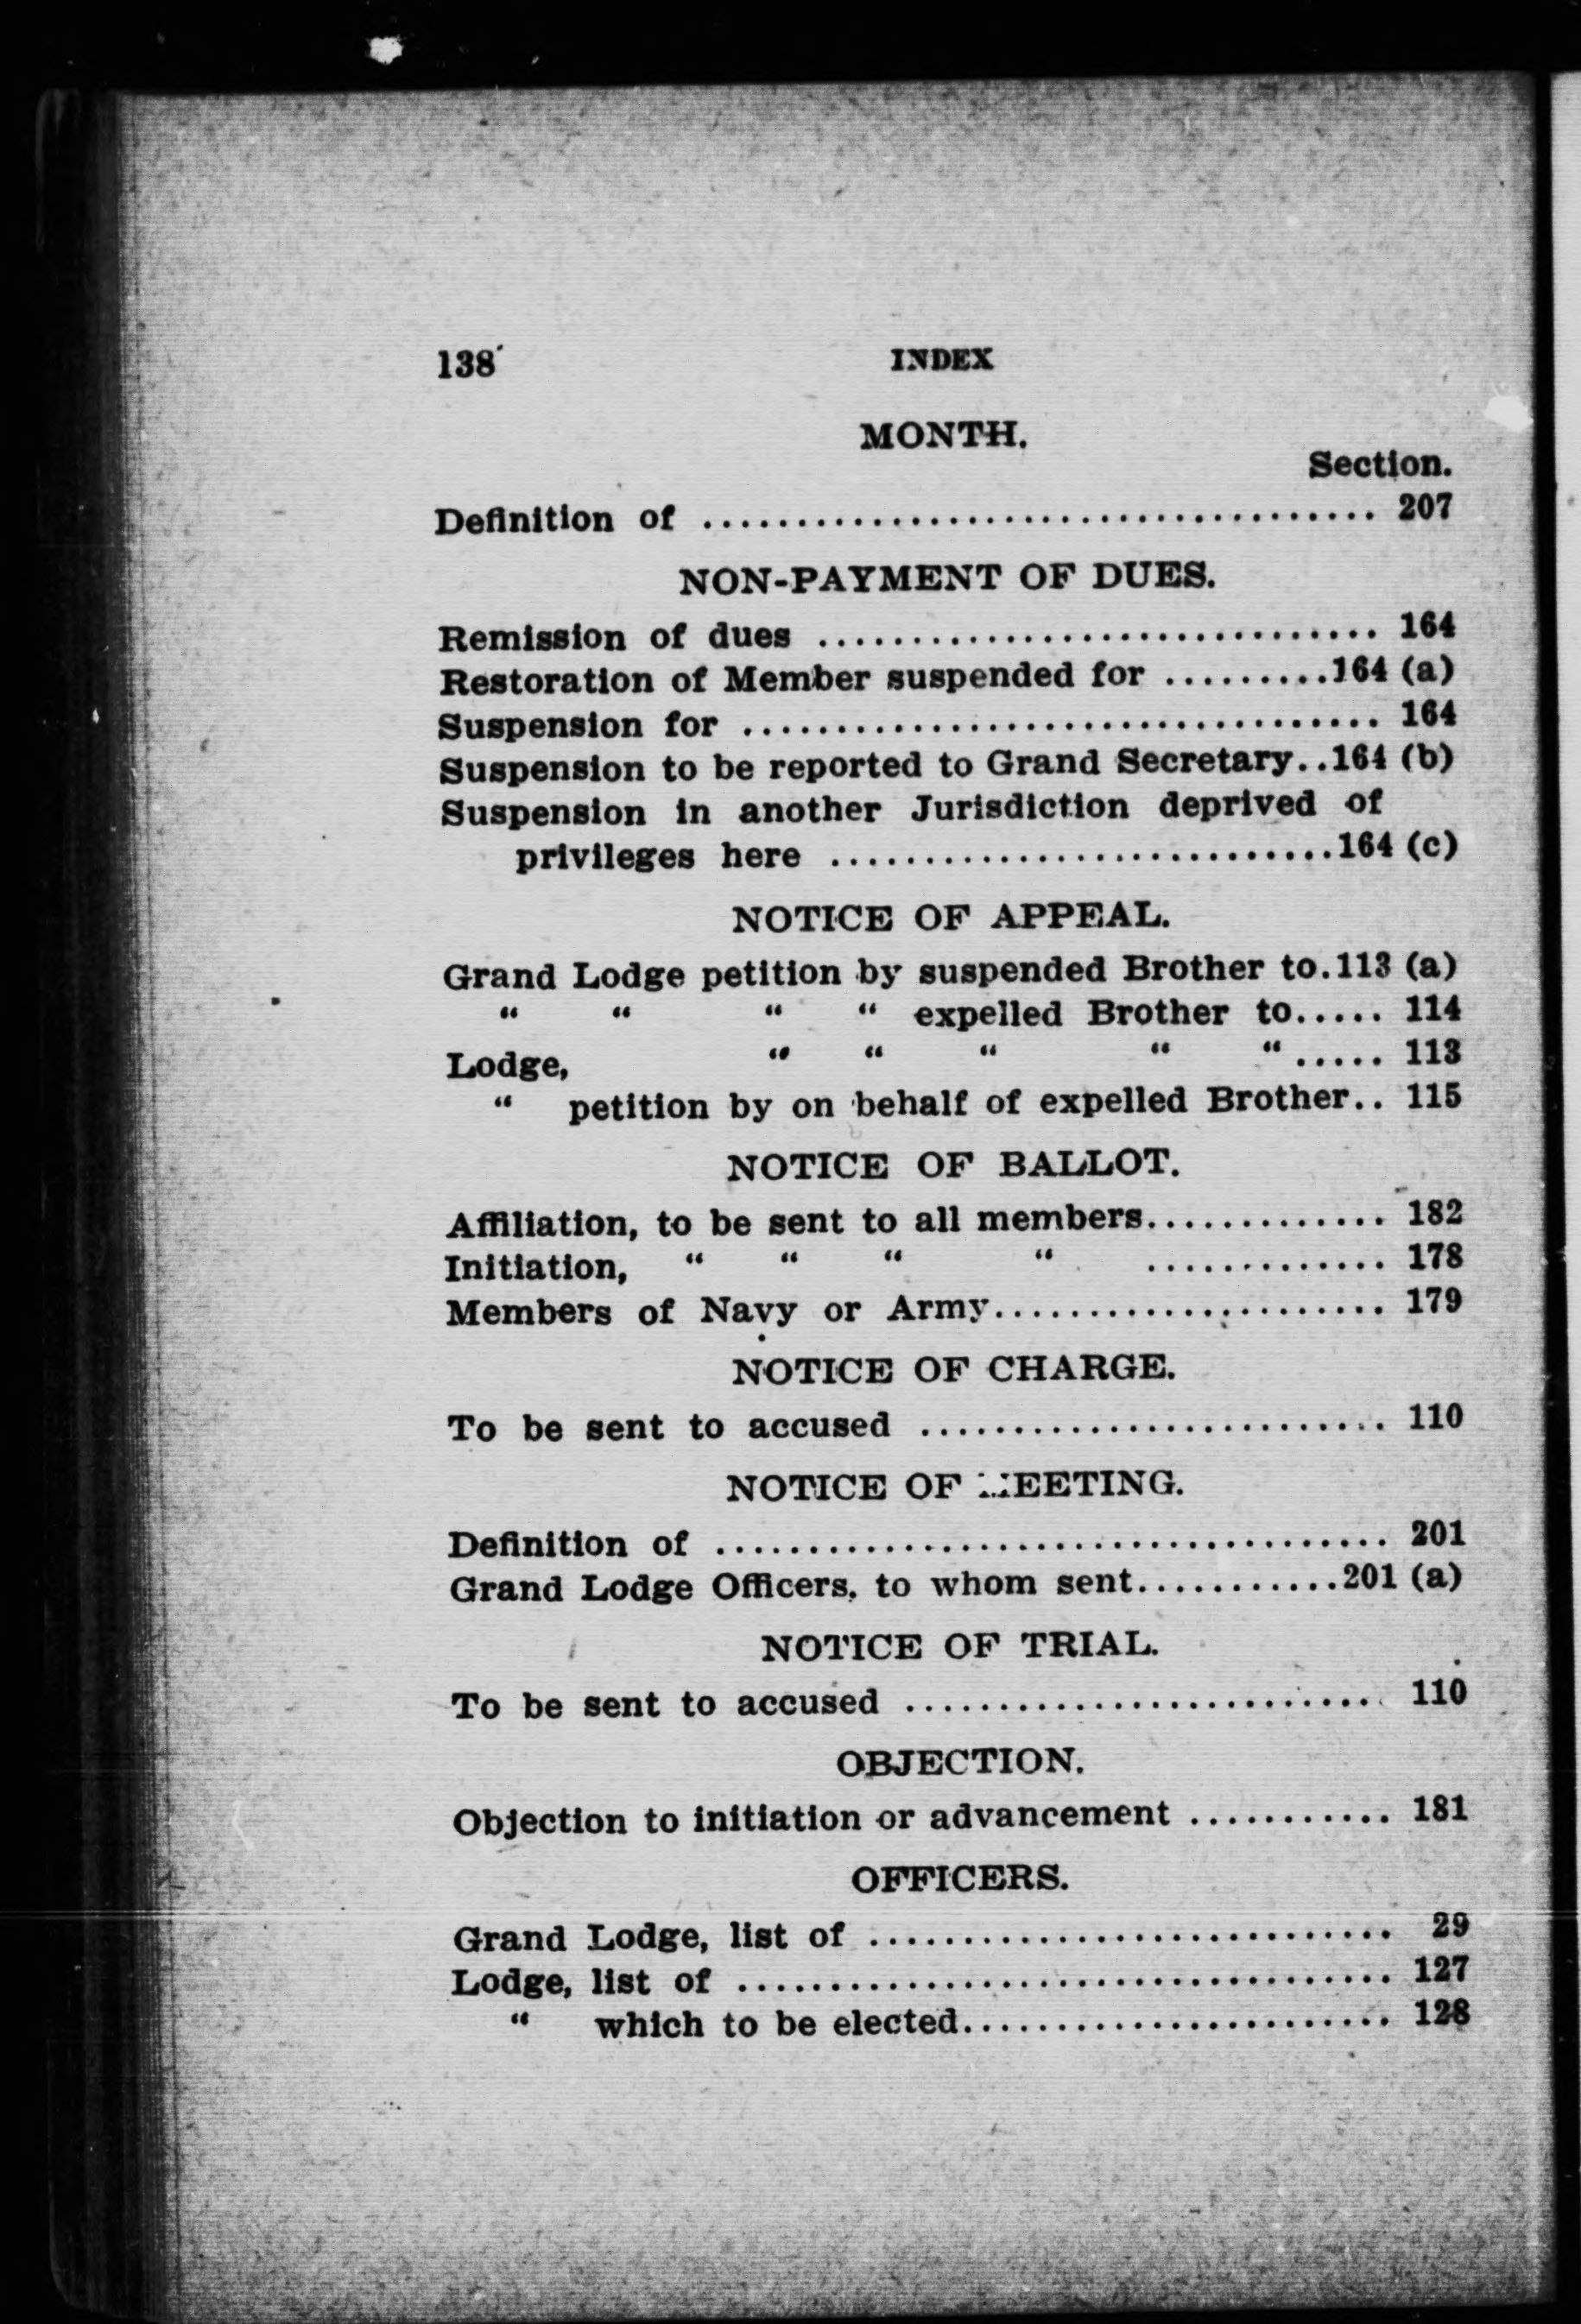 138 INDEX
MONTH.
Section.
Definition of .................................... 207
NON-PAYMENT OF DUES.
Remission of dues .............................. 164
Restoration of Member suspended for .........164 (a)
Suspension for .................................. 164
Suspension to be reported to Grand Secretary..164 (b)
Suspension in another Jurisdiction deprived of
privileges here ...........................164 (c)
NOTICE OF APPEAL.
Grand Lodge petition by suspended Brother to.113 (a)
“ “ “ “ expelled Brother to..... 114
Lodge, “ “ “ “ “..... 113
“ petition by on behalf of expelled Brother.. 115
NOTICE OF BALLOT.
Affiliation, to be sent to all members............. 182
Initiation, “ “ “ “ ............. 178
Members of Navy or Army..................... 179
NOTICE OF CHARGE.
To be sent to accused ......................... 110
NOTICE OF MEETING.
Definition of .................................... 201
Grand Lodge Officers, to whom sent...........201 (a)
NOTICE OF TRIAL.
To be sent to accused .......................... 110
OBJECTION.
Objection to initiation or advancement ........... 181
OFFICERS.
Grand Lodge, list of ............................ 29
Lodge, list of ................................... 127
“ which to be elected....................... 128